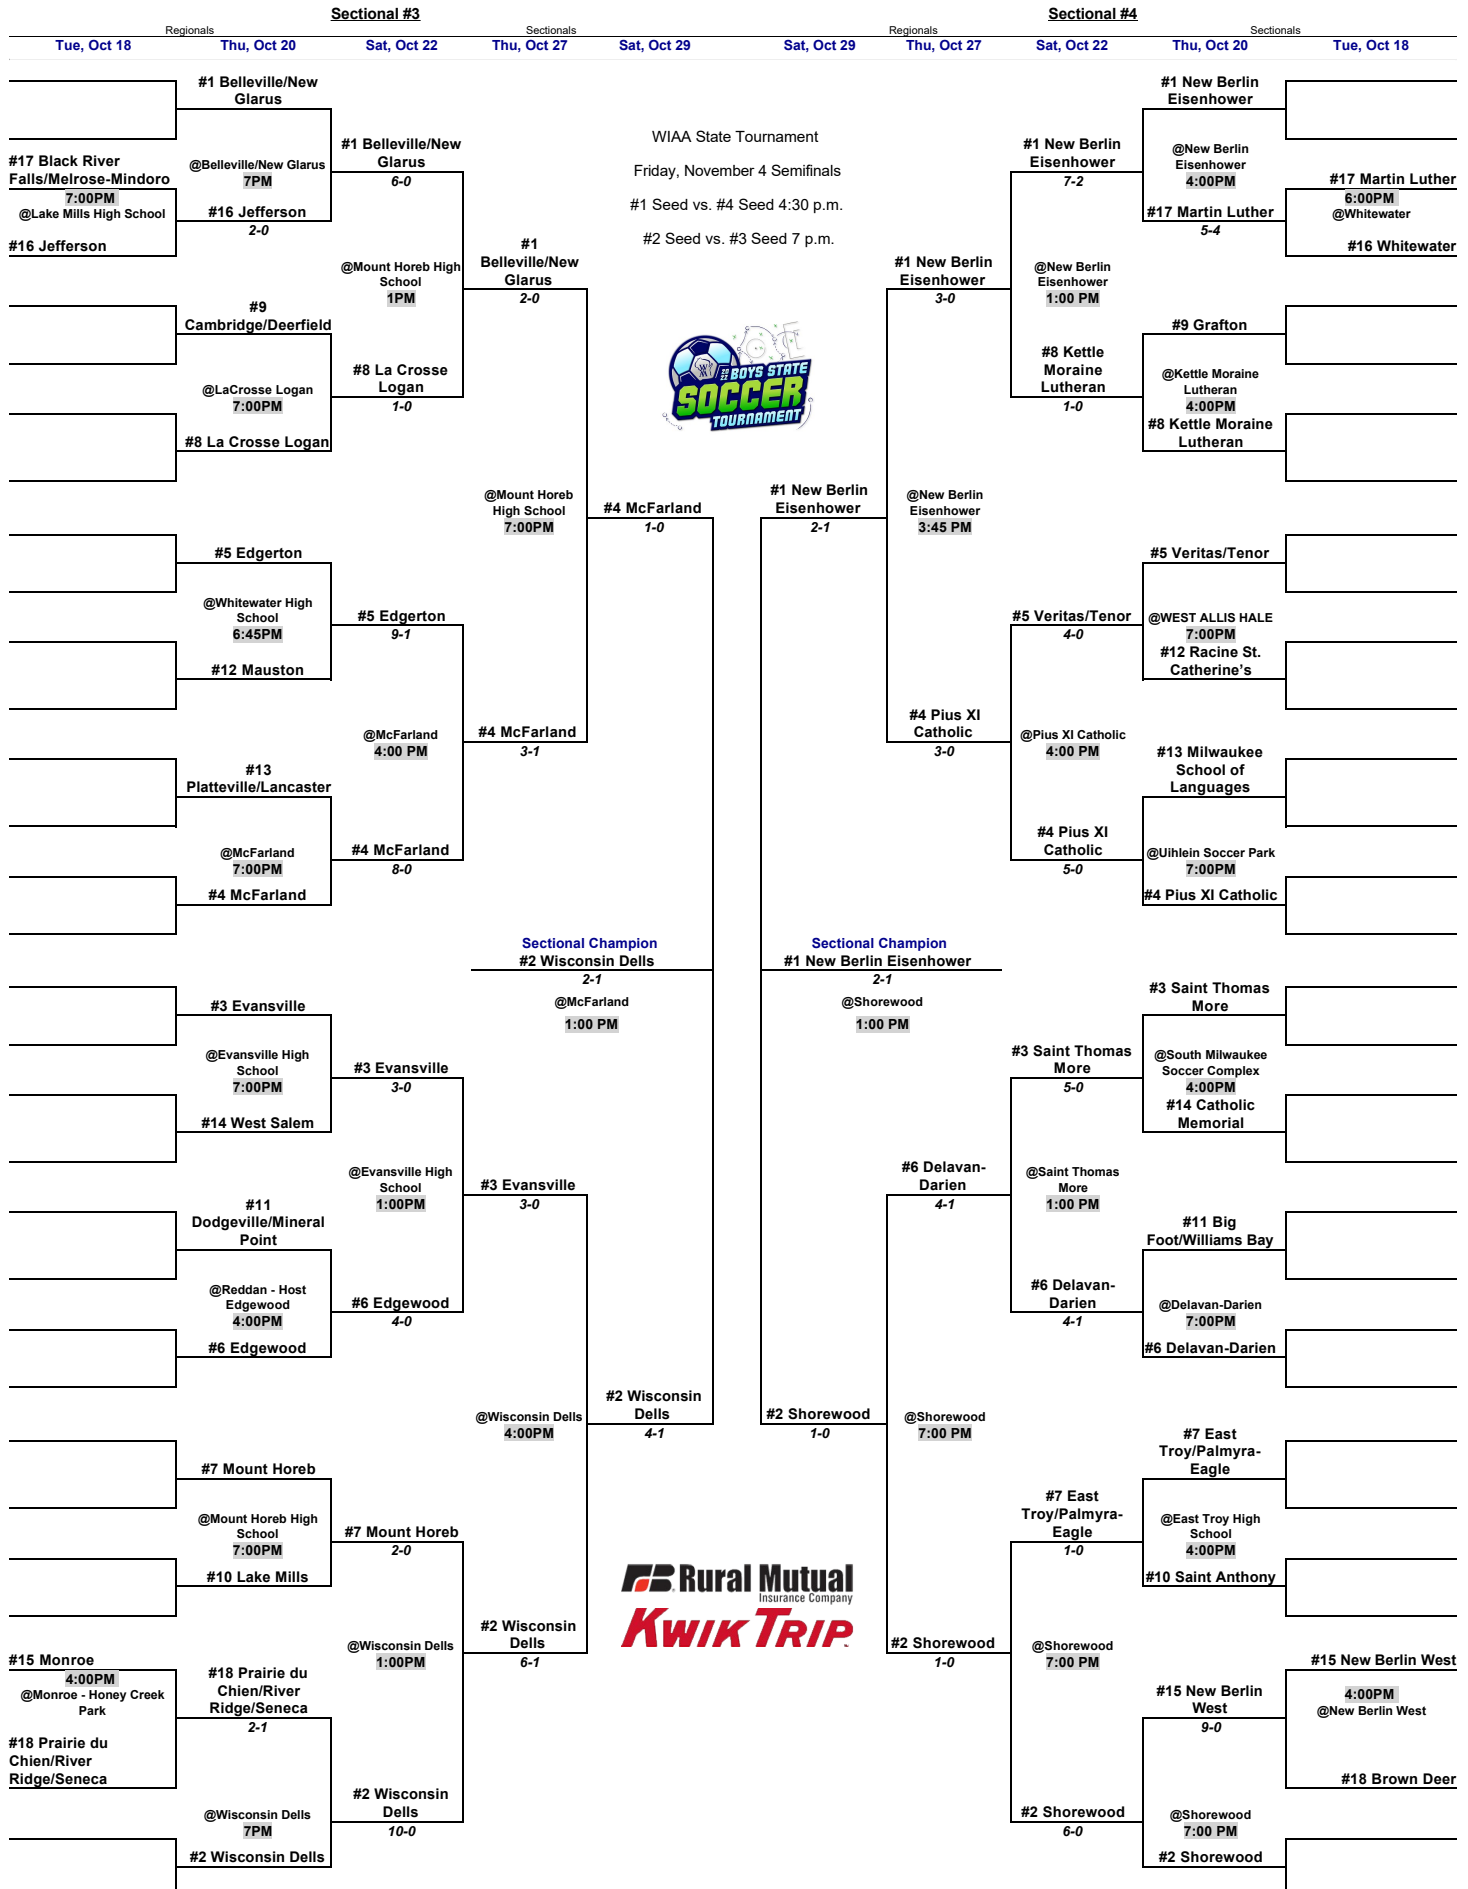 Sectional #3
Sectional #4
Regionals
Sectionals
Regionals
Sectionals
Tue, Oct 18
Thu, Oct 20
Sat, Oct 22
Thu, Oct 27
Sat, Oct 29
Sat, Oct 29
Thu, Oct 27
Sat, Oct 22
Thu, Oct 20
Tue, Oct 18
#17 Black River
Falls/Melrose-Mindoro
7:00PM
@Lake Mills High School
#16 Jefferson
#15 Monroe
4:00PM
@Monroe - Honey Creek
Park
#18 Prairie du
Chien/River
Ridge/Seneca
#1 Belleville/New
Glarus
@Belleville/New Glarus
7PM
#16 Jefferson
2-0
#9
Cambridge/Deerfield
@LaCrosse Logan
7:00PM
#8 La Crosse Logan
#5 Edgerton
@Whitewater High
School
6:45PM
#12 Mauston
#13
Platteville/Lancaster
@McFarland
7:00PM
#4 McFarland
#3 Evansville
@Evansville High
School
7:00PM
#14 West Salem
#11
Dodgeville/Mineral
Point
@Reddan - Host
Edgewood
4:00PM
#6 Edgewood
#7 Mount Horeb
@Mount Horeb High
School
7:00PM
#10 Lake Mills
#18 Prairie du
Chien/River
Ridge/Seneca
2-1
@Wisconsin Dells
7PM
#2 Wisconsin Dells
#1 Belleville/New
Glarus
6-0
@Mount Horeb High
School
1PM
#8 La Crosse
Logan
1-0
#5 Edgerton
9-1
@McFarland
4:00 PM
#4 McFarland
8-0
#3 Evansville
3-0
@Evansville High
School
1:00PM
#6 Edgewood
4-0
#7 Mount Horeb
2-0
@Wisconsin Dells
1:00PM
#2 Wisconsin
Dells
10-0
#1
Belleville/New
Glarus
2-0
@Mount Horeb
High School
7:00PM
#4 McFarland
3-1
#3 Evansville
3-0
@Wisconsin Dells
4:00PM
#2 Wisconsin
Dells
6-1
#4 McFarland
1-0
#2 Wisconsin
Dells
4-1
Sectional Champion
#2 Wisconsin Dells
2-1
@McFarland
1:00 PM
WIAA State Tournament
Friday, November 4 Semifinals
#1 Seed vs. #4 Seed 4:30 p.m.
#2 Seed vs. #3 Seed 7 p.m.
2022 BOYS STATE
SOCCER
TOURNAMENT
Rural Mutual
Insurance Company
KWIK TRIP
Sectional Champion
#1 New Berlin Eisenhower
2-1
@Shorewood
1:00 PM
#1 New Berlin
Eisenhower
2-1
#2 Shorewood
1-0
#1 New Berlin
Eisenhower
3-0
@New Berlin
Eisenhower
3:45 PM
#4 Pius XI
Catholic
3-0
#6 Delavan-
Darien
4-1
@Shorewood
7:00 PM
#2 Shorewood
1-0
#1 New Berlin
Eisenhower
7-2
@New Berlin
Eisenhower
1:00 PM
#8 Kettle
Moraine
Lutheran
1-0
#5 Veritas/Tenor
4-0
@Pius XI Catholic
4:00 PM
#4 Pius XI
Catholic
5-0
#3 Saint Thomas
More
5-0
@Saint Thomas
More
1:00 PM
#6 Delavan-
Darien
4-1
#7 East
Troy/Palmyra-
Eagle
1-0
@Shorewood
7:00 PM
#2 Shorewood
6-0
#1 New Berlin
Eisenhower
@New Berlin
Eisenhower
4:00PM
#17 Martin Luther
5-4
#9 Grafton
@Kettle Moraine
Lutheran
4:00PM
#8 Kettle Moraine
Lutheran
#5 Veritas/Tenor
@WEST ALLIS HALE
7:00PM
#12 Racine St.
Catherine's
#13 Milwaukee
School of
Languages
@Uihlein Soccer Park
7:00PM
#4 Pius XI Catholic
#3 Saint Thomas
More
@South Milwaukee
Soccer Complex
4:00PM
#14 Catholic
Memorial
#11 Big
Foot/Williams Bay
@Delavan-Darien
7:00PM
#6 Delavan-Darien
#7 East
Troy/Palmyra-
Eagle
@East Troy High
School
4:00PM
#10 Saint Anthony
#15 New Berlin
West
9-0
@Shorewood
7:00 PM
#2 Shorewood
#17 Martin Luther
6:00PM
@Whitewater
#16 Whitewater
#15 New Berlin West
4:00PM
@New Berlin West
#18 Brown Deer